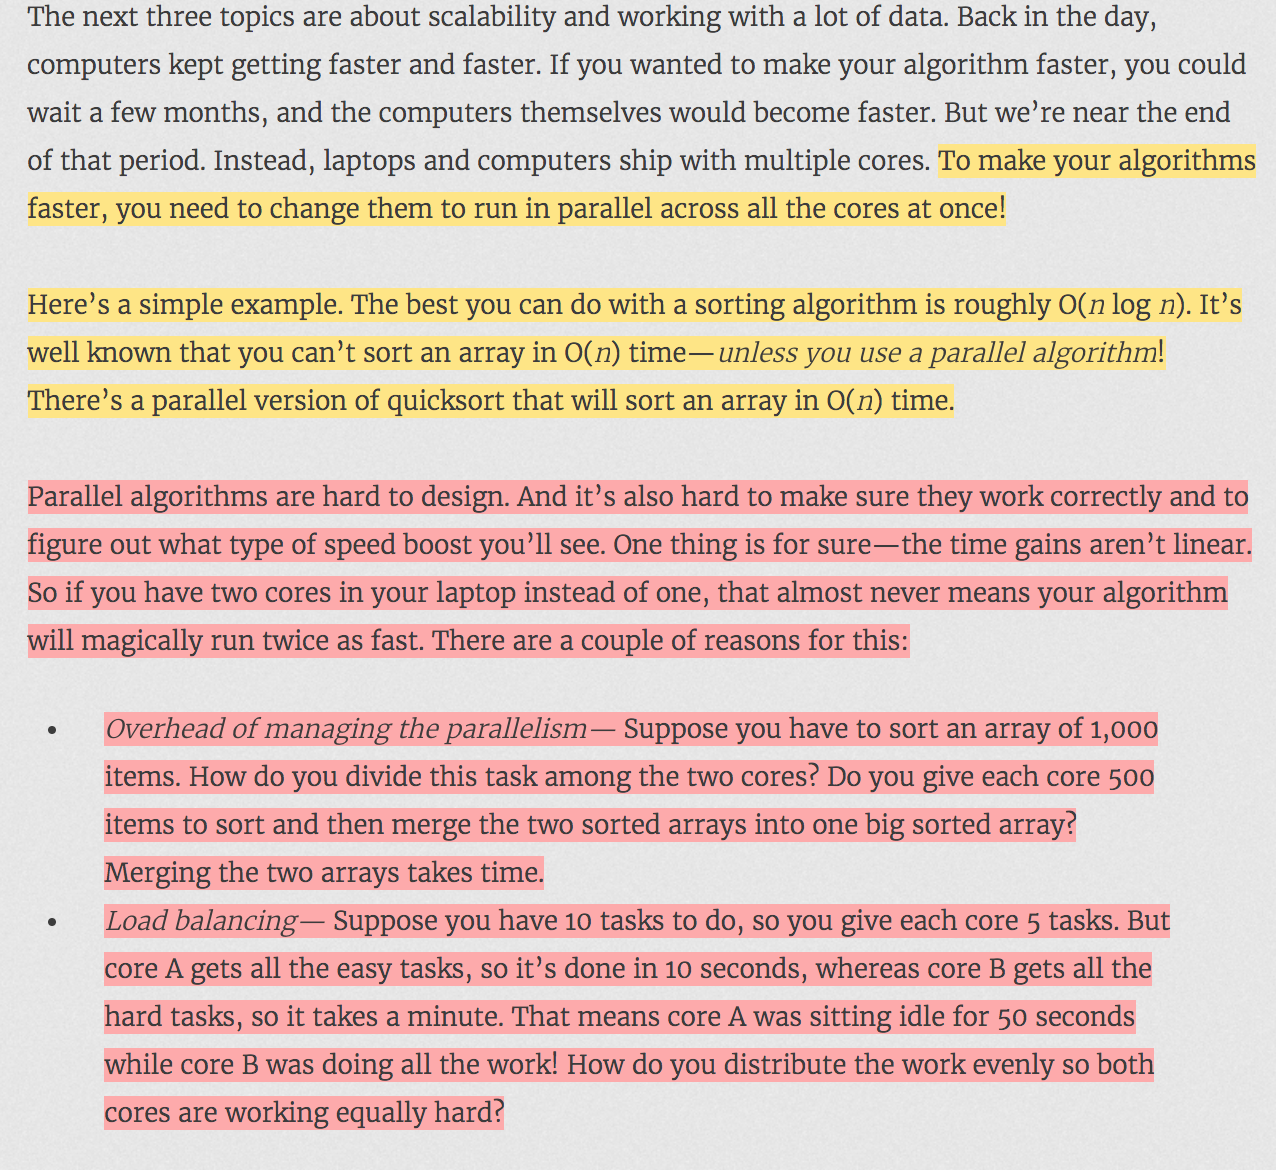 The next three topics are about scalability and working with a lot of data. Back in the day,
computers kept getting faster and faster. If you wanted to make your algorithm faster, you could
wait a few months, and the computers themselves would become faster. But we’re near the end
of that period. Instead, laptops and computers ship with multiple cores. To make your algorithms
faster, you need to change them to run in parallel across all the cores at once!
Here’s a simple example. The best you can do with a sorting algorithm is roughly O(n log n). It’s
well known that you can’t sort an array in O(n) time—unless you use a parallel algorithm!
There’s a parallel version of quicksort that will sort an array in O(n) time.
Parallel algorithms are hard to design. And it’s also hard to make sure they work correctly and to
figure out what type of speed boost you’ll see. One thing is for sure—the time gains aren’t linear.
So if you have two cores in your laptop instead of one, that almost never means your algorithm
will magically run twice as fast. There are a couple of reasons for this:
• Overhead of managing the parallelism— Suppose you have to sort an array of 1,000
items. How do you divide this task among the two cores? Do you give each core 500
items to sort and then merge the two sorted arrays into one big sorted array?
Merging the two arrays takes time.
• Load balancing— Suppose you have 10 tasks to do, so you give each core 5 tasks. But
core A gets all the easy tasks, so it’s done in 10 seconds, whereas core B gets all the
hard tasks, so it takes a minute. That means core A was sitting idle for 50 seconds
while core B was doing all the work! How do you distribute the work evenly so both
cores are working equally hard?